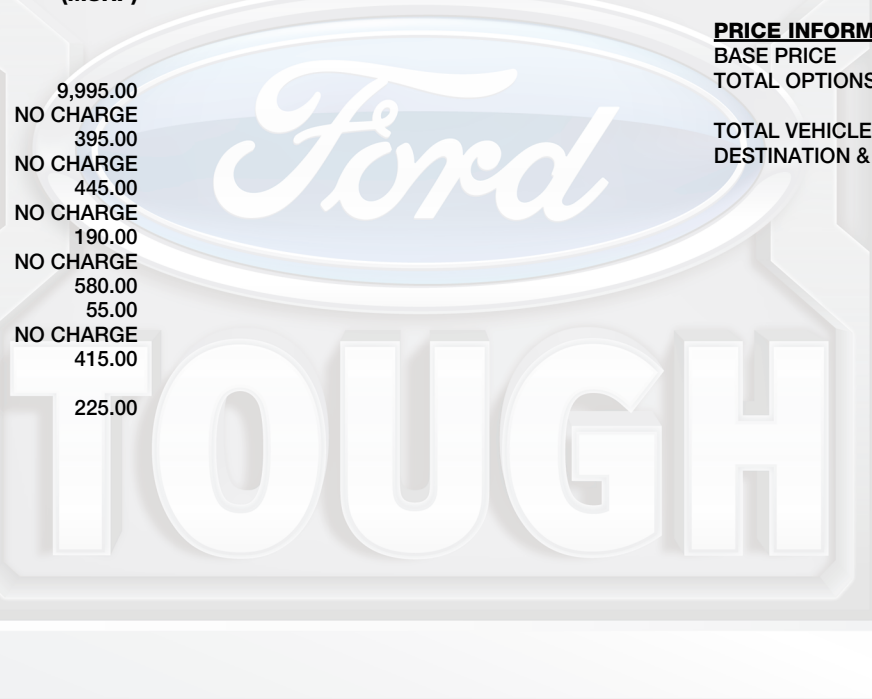 9,995.00
NO CHARGE
395.00
NO CHARGE
445.00
NO CHARGE
190.00
NO CHARGE
580.00
55.00
NO CHARGE
415.00
225.00
PRICE INFORM
BASE PRICE
TOTAL OPTIONS
TOTAL VEHICLE
DESTINATION &
Ford
TOUGH